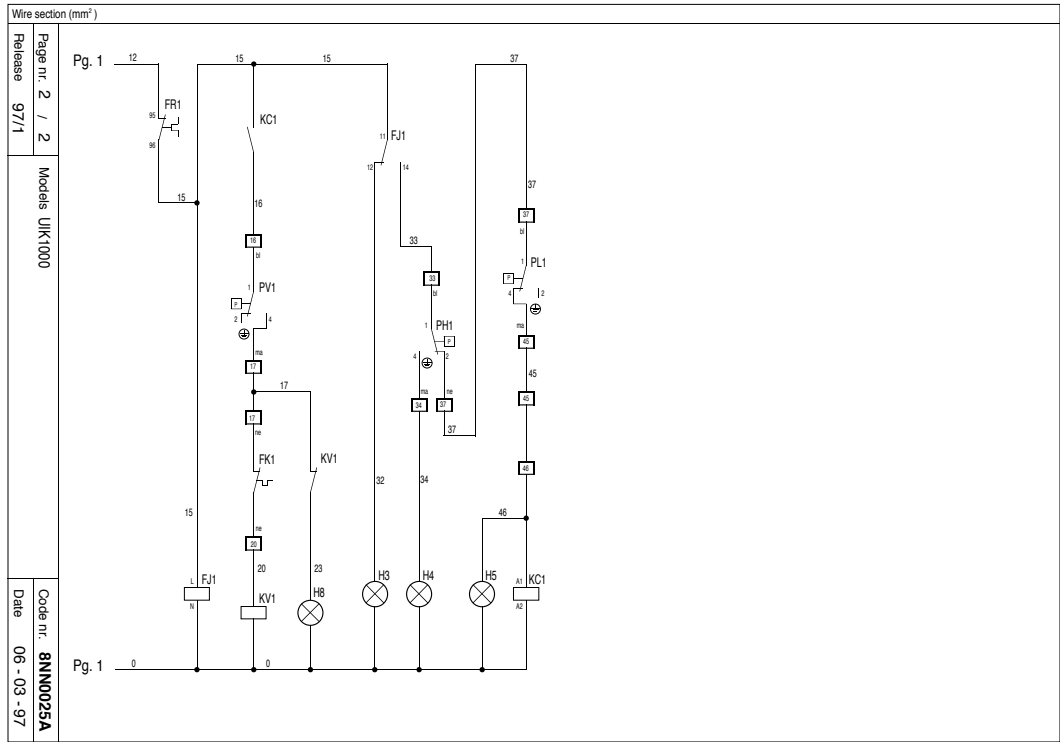 Wire section (mm²)
Page nr. 2 / 2
Release 97/1
Models UIK1000
Code nr. 8NN0025A
Date 06 - 03 - 97
Pg. 1
12
15
15
37
95
FR1
96
KC1
11
FJ1
12
14
15
16
37
33
16
bl
37
bl
33
bl
1
PL1
P
4
2
1
PV1
P
2
4
1
PH1
P
4
2
ma
45
ma
17
45
17
ma
34
ne
37
45
17
ne
37
FK1
KV1
46
32
34
15
46
ne
20
20
23
L
FJ1
N
KV1
H8
H3
H4
H5
A1
KC1
A2
Pg. 1
0
0